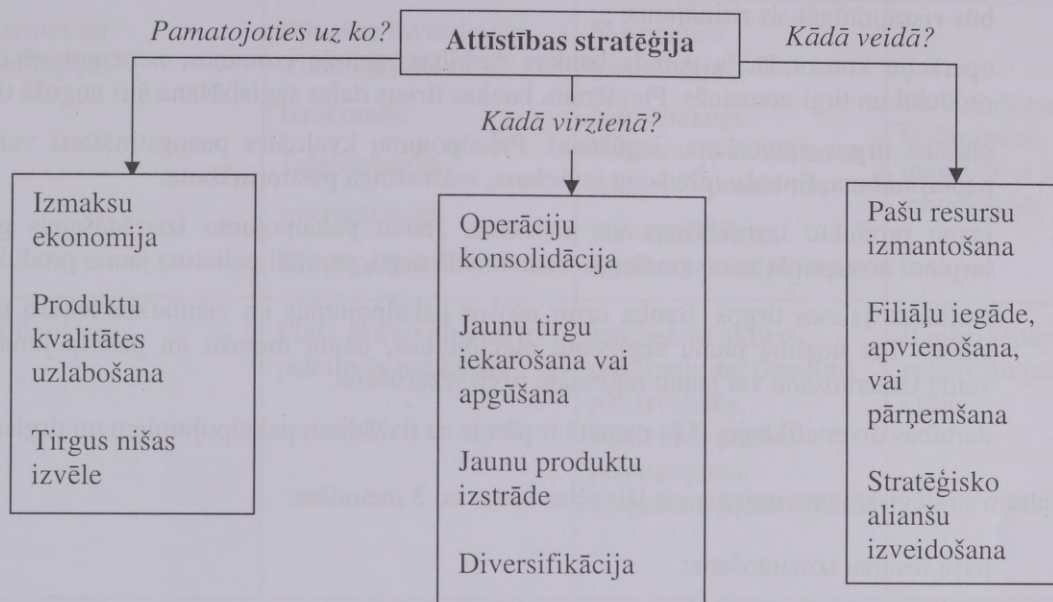 Pamatojoties uz ko?
Attīstības stratēģija
Kādā veidā?
Kādā virzienā?
Izmaksu
ekonomija
Produktu
kvalitātes
uzlabošana
Tirgus nišas
izvēle
Operāciju
konsolidācija
Jaunu tirgu
iekarošana vai
apgūšana
Jaunu produktu
izstrāde
Diversifikācija
Pašu resursu
izmantošana
Filiāļu iegāde,
apvienošana,
vai
pārņemšana
Stratēģisko
alianšu
izveidošana